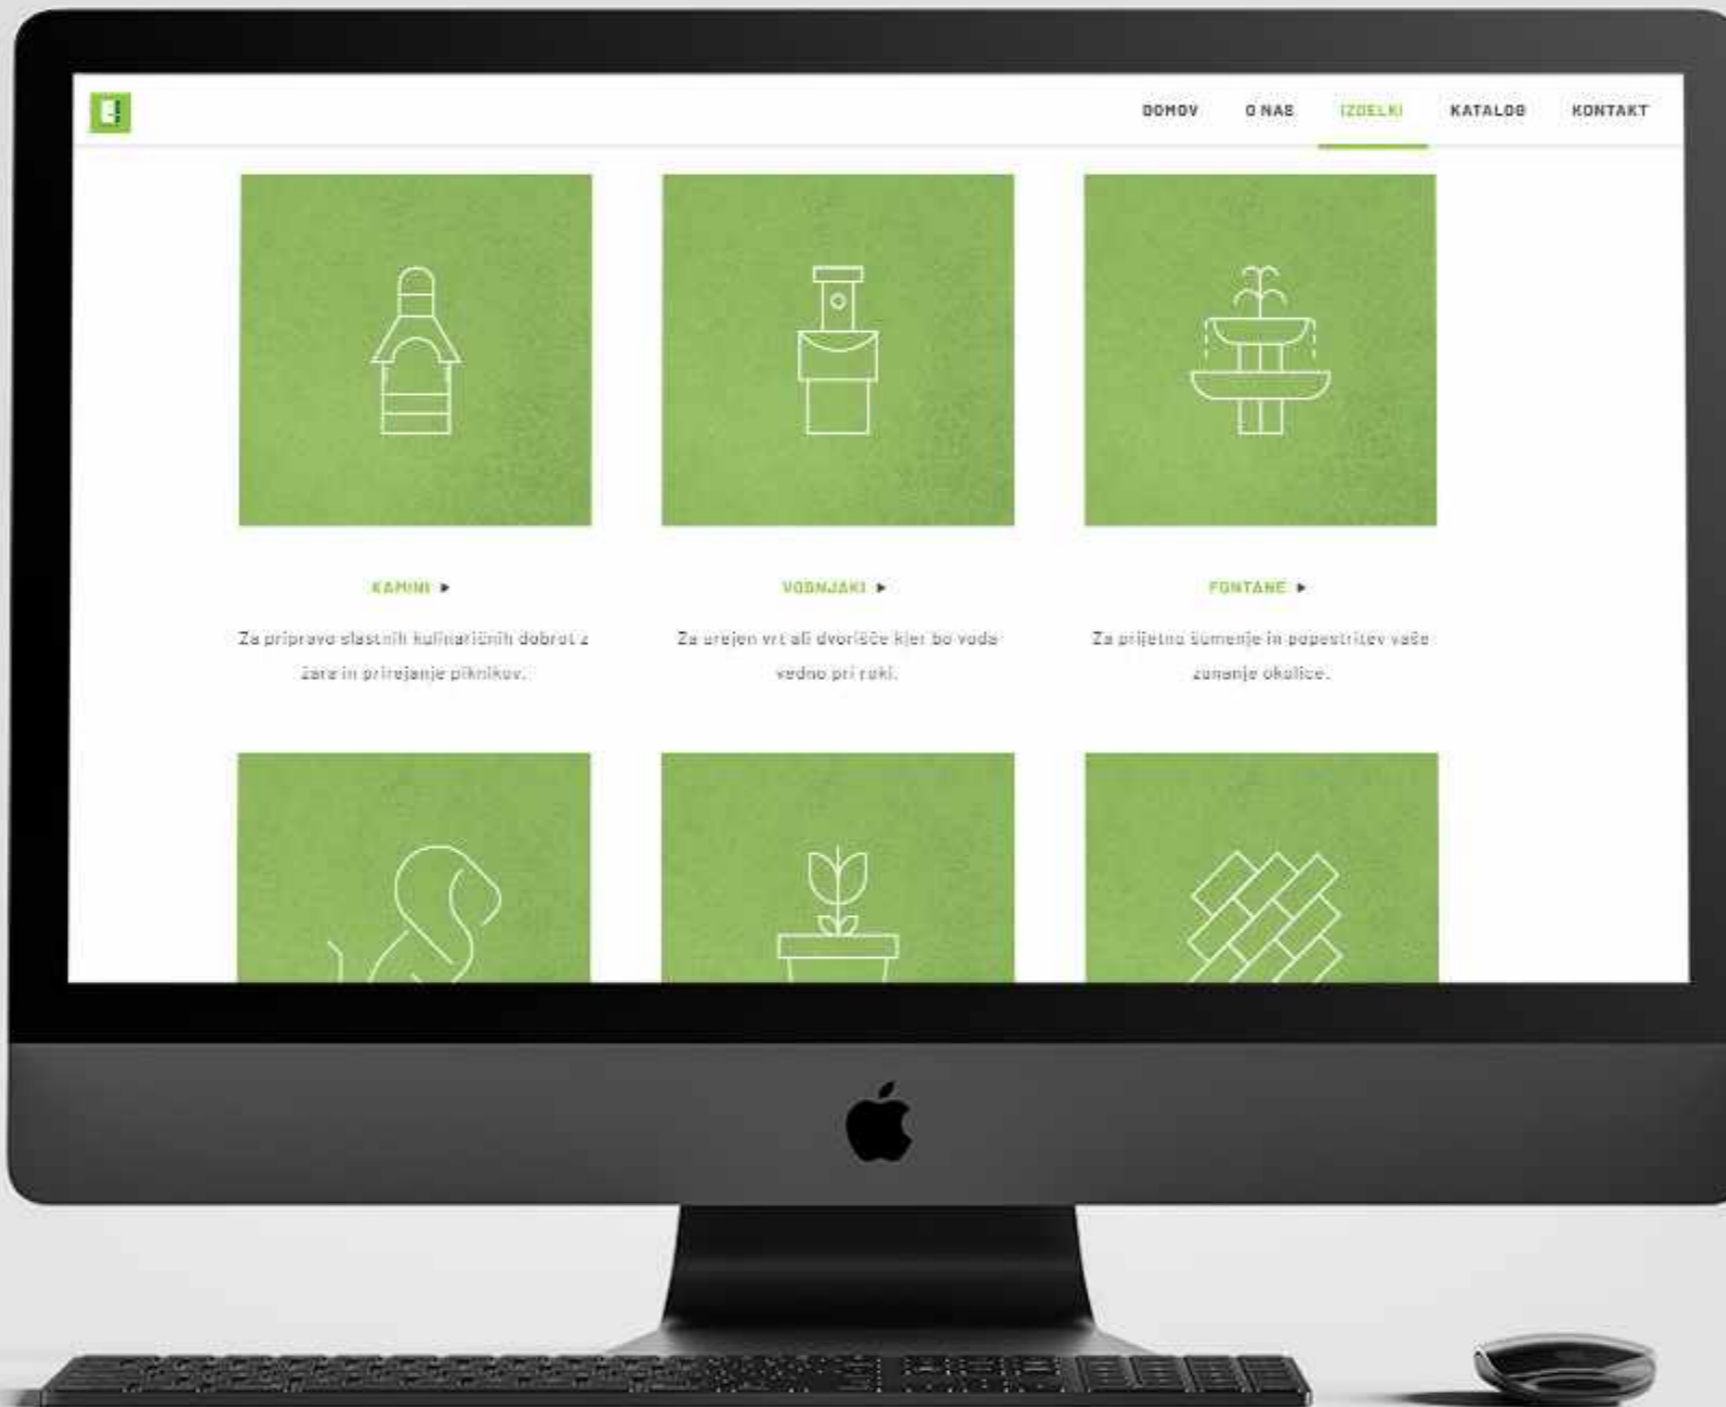 DOMOV O NAS IZDELKI KATALOG KONTAKT
KAMINI VODNJAKI FONTANE
Za pripravo slastnih kulinaričnih dobrot z
žara in prirejanje piknikov.
Za urejen vrt ali dvorišče kjer bo voda
vedno pri roki.
Za prijetno šumenje in popestritev vaše
zunanje okolice.